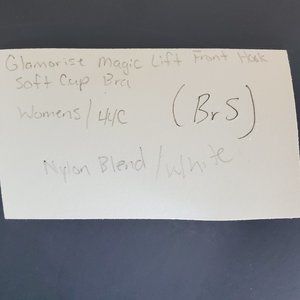 Glamorise Magic Lift Front Hook
Soft Cup Bra
Womens/44C
(BrS)
Nylon Blend/White